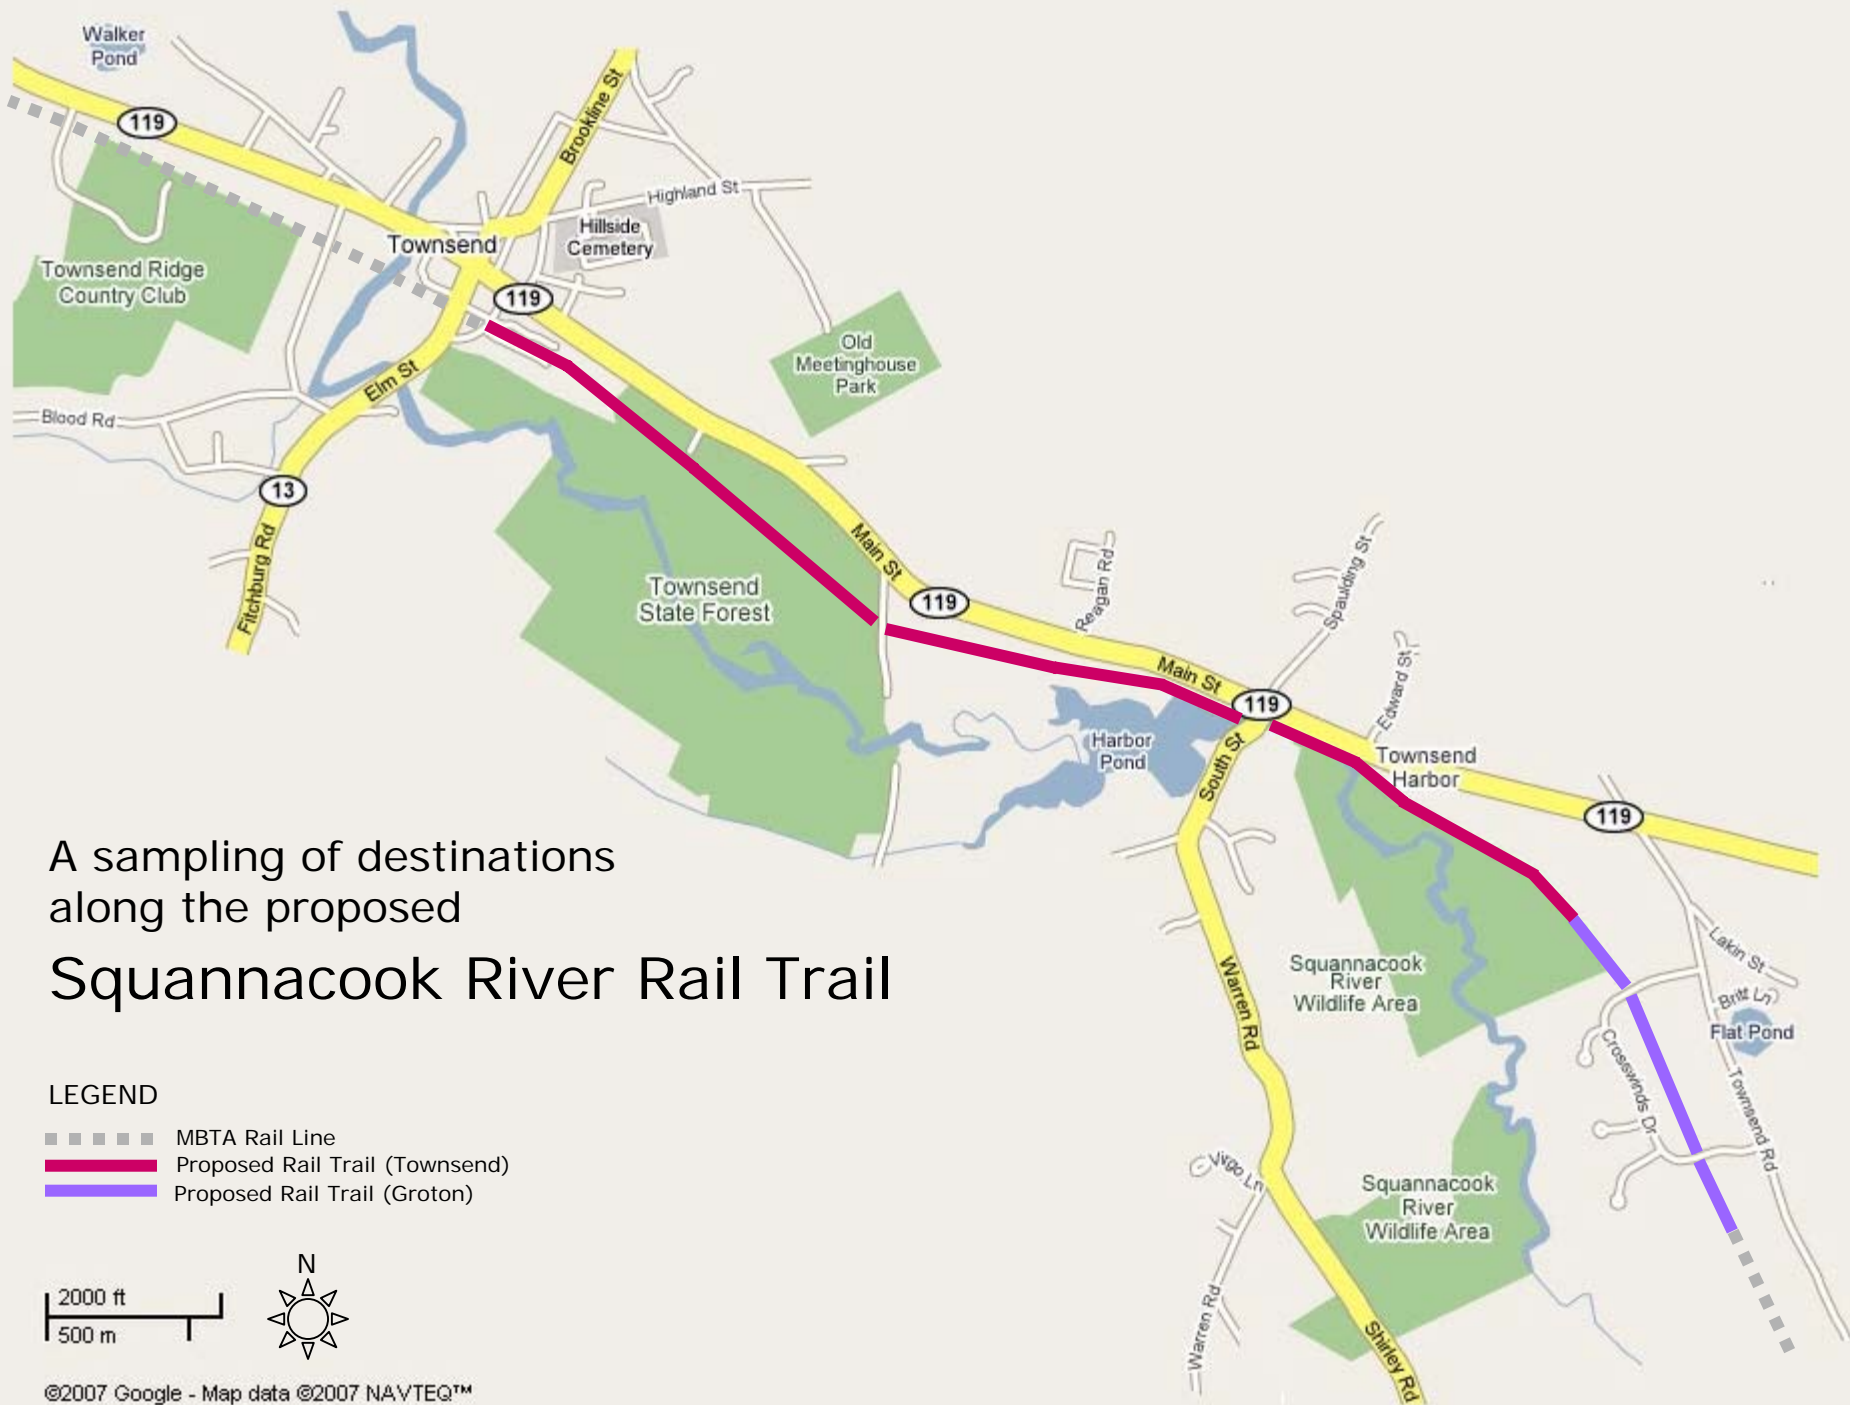 Walker
Pond
119
Brookline St
Highland St
Hillside
Cemetery
Townsend
Townsend Ridge
Country Club
119
Old
Meetinghouse
Park
Elm St
Blood Rd
13
Fitchburg Rd
Main St
Townsend
State Forest
119
Reagan Rd
Spaulding St
Main St
Edward St
119
Harbor
Pond
South St
Townsend
Harbor
119
A sampling of destinations
along the proposed
Squannacook River Rail Trail
Squannacook
River
Wildlife Area
Warren Rd
Lakin St
Britt Ln
Flat Pond
Crosswinds Dr
Townsend Rd
LEGEND
MBTA Rail Line
Proposed Rail Trail (Townsend)
Proposed Rail Trail (Groton)
Virgo Ln
Squannacook
River
Wildlife Area
Warren Rd
Shirley Rd
N
2000 ft
500 m
©2007 Google - Map data ©2007 NAVTEQ™